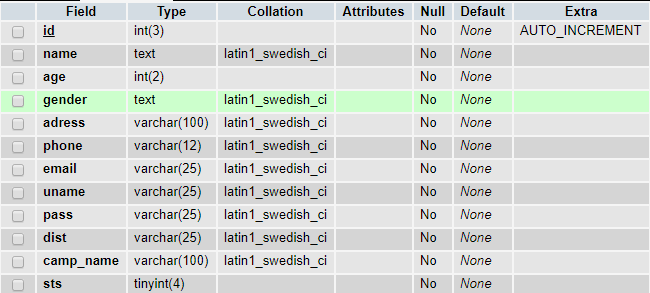 Field Type Collation Attributes Null Default Extra
id int(3) No None AUTO_INCREMENT
name text latin1_swedish_ci No None
age int(2) No None
gender text latin1_swedish_ci No None
adress varchar(100) latin1_swedish_ci No None
phone varchar(12) latin1_swedish_ci No None
email varchar(25) latin1_swedish_ci No None
uname varchar(25) latin1_swedish_ci No None
pass varchar(25) latin1_swedish_ci No None
dist varchar(25) latin1_swedish_ci No None
camp_name varchar(100) latin1_swedish_ci No None
sts tinyint(4) No None